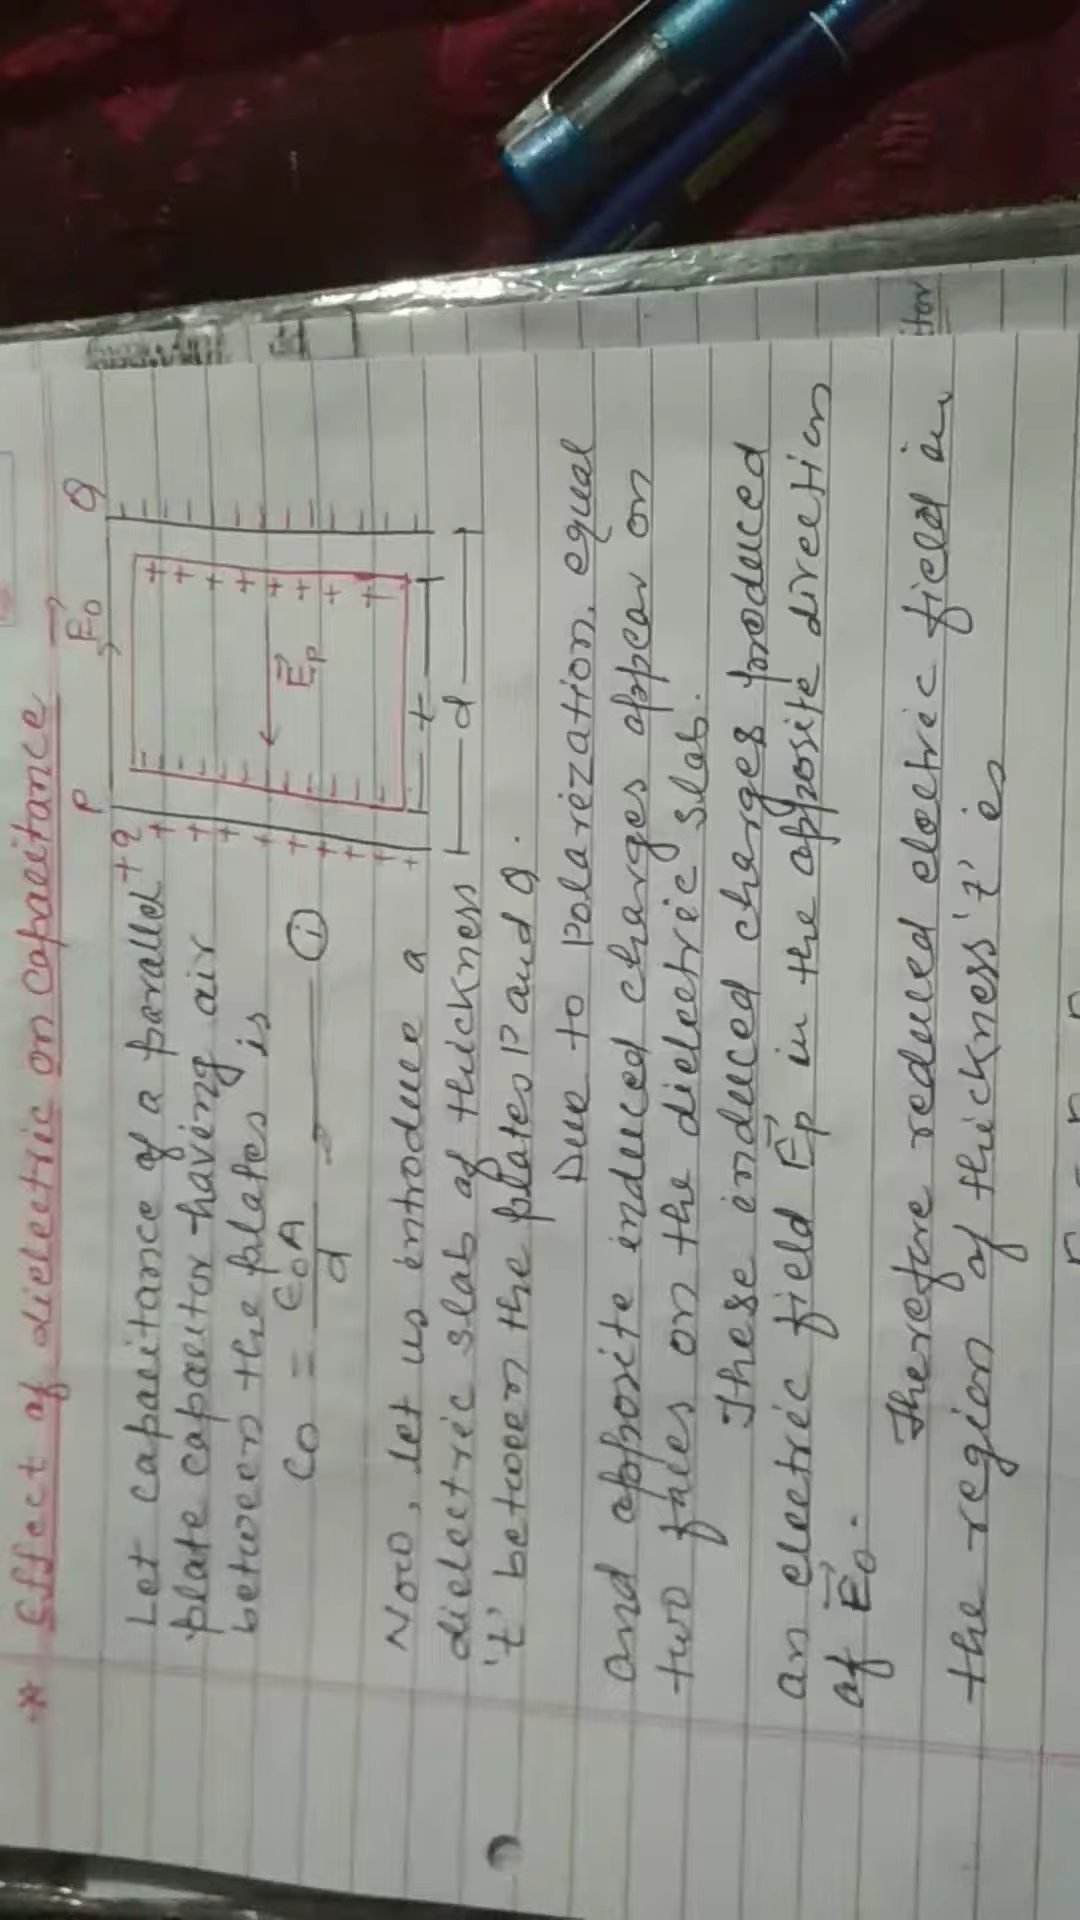 * Effect of dielectric on capacitance
Let capacitance of a parallel
plate capacitor having air
between the plates is
C₀ = ε₀A / d ——— ①
P E₀ Q
+q
+ + + + + + + + +
- - - - - - - - -
+ + + + + + + +
- - - - - - - - - -
Eₚ
t
d
Now, let us introduce a
dielectric slab of thickness
't' between the plates P and Q.
Due to Polarization, equal
and opposite induced charges appear on
two faces on the dielectric slab.
These induced charges produced
an electric field Eₚ in the opposite direction
of E₀.
Therefore reduced electric field in
the region of thickness 't' is
tor